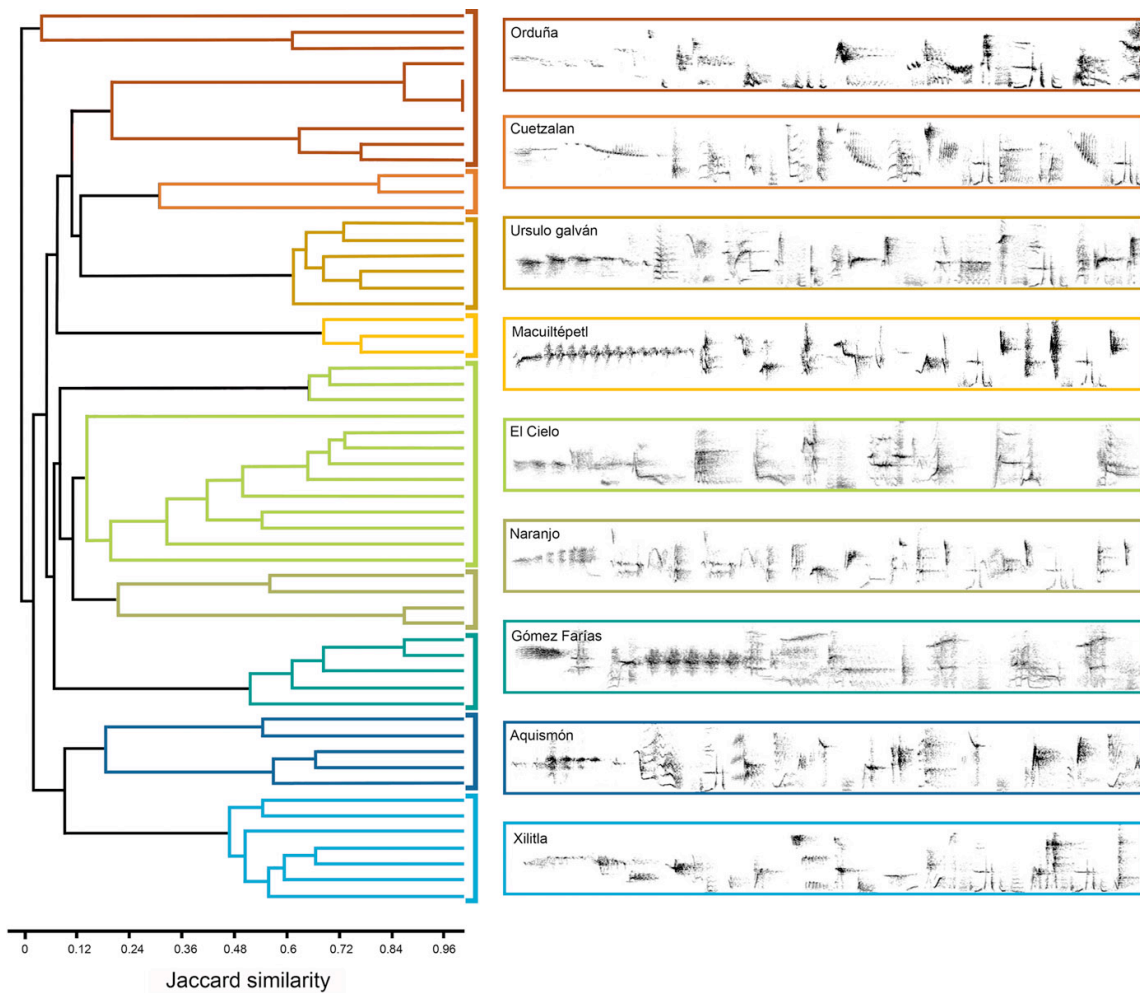 Orduña
Cuetzalan
Ursulo galván
Macuiltépetl
El Cielo
Naranjo
Gómez Farías
Aquismón
Xilitla
0 0.12 0.24 0.36 0.48 0.6 0.72 0.84 0.96
Jaccard similarity